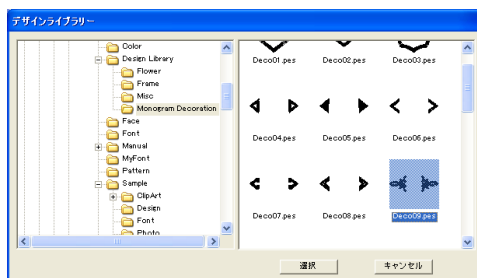 デザインライブラリー
Color
Design Library
Flower
Frame
Misc
Monogram Decoration
Face
Font
Manual
MyFont
Pattern
Sample
ClipArt
Design
Font
Photo
Deco01.pes Deco02.pes Deco03.pes
Deco04.pes Deco05.pes Deco06.pes
Deco07.pes Deco08.pes Deco09.pes
選択 キャンセル